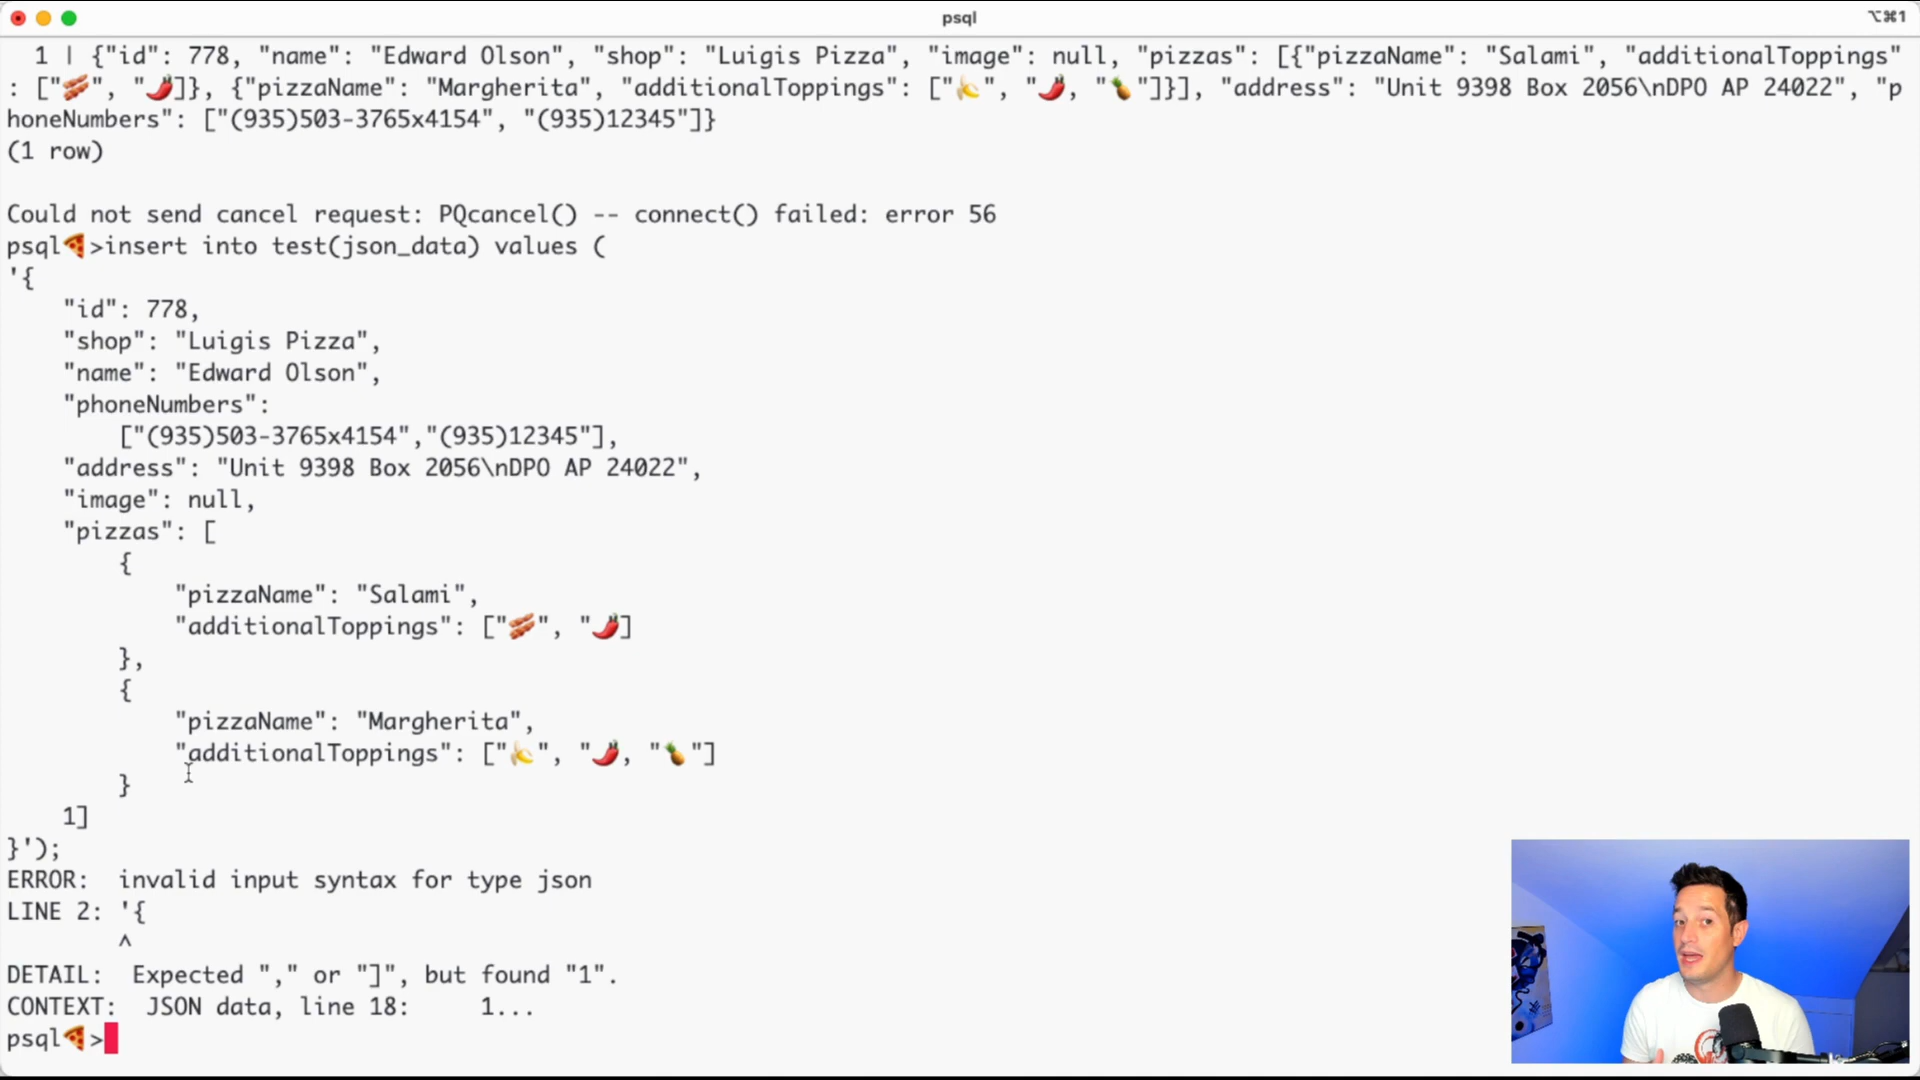 psql
⌥⌘1
1 | {"id": 778, "name": "Edward Olson", "shop": "Luigis Pizza", "image": null, "pizzas": [{"pizzaName": "Salami", "additionalToppings"
: ["🥓", "🌶]}, {"pizzaName": "Margherita", "additionalToppings": ["🍌", "🌶, "🍍"]}], "address": "Unit 9398 Box 2056\nDPO AP 24022", "p
honeNumbers": ["(935)503-3765x4154", "(935)12345"]}
(1 row)
Could not send cancel request: PQcancel() -- connect() failed: error 56
psql🍕>insert into test(json_data) values (
'{
"id": 778,
"shop": "Luigis Pizza",
"name": "Edward Olson",
"phoneNumbers":
["(935)503-3765x4154","(935)12345"],
"address": "Unit 9398 Box 2056\nDPO AP 24022",
"image": null,
"pizzas": [
{
"pizzaName": "Salami",
"additionalToppings": ["🥓", "🌶]
},
{
"pizzaName": "Margherita",
"additionalToppings": ["🍌", "🌶, "🍍"]
}
1]
}');
ERROR:  invalid input syntax for type json
LINE 2: '{
^
DETAIL:  Expected "," or "]", but found "1".
CONTEXT:  JSON data, line 18:     1...
psql🍕>